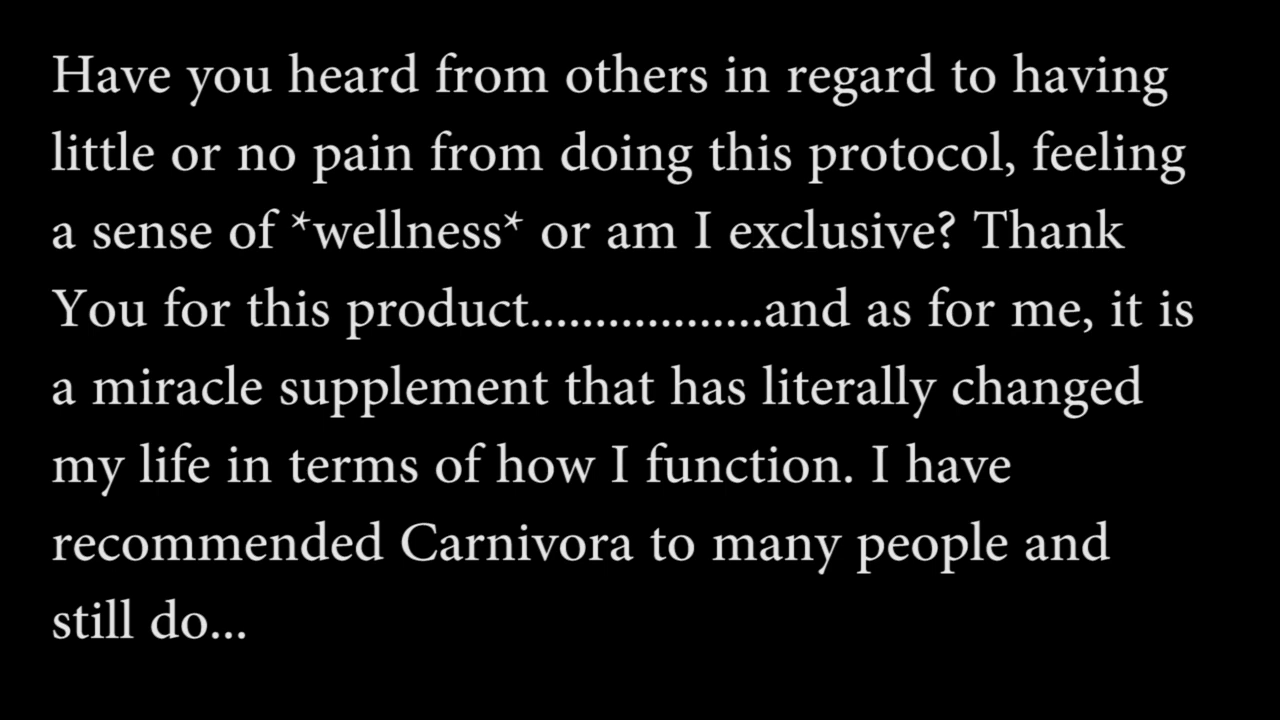 Have you heard from others in regard to having
little or no pain from doing this protocol, feeling
a sense of *wellness* or am I exclusive? Thank
You for this product..................and as for me, it is
a miracle supplement that has literally changed
my life in terms of how I function. I have
recommended Carnivora to many people and
still do...